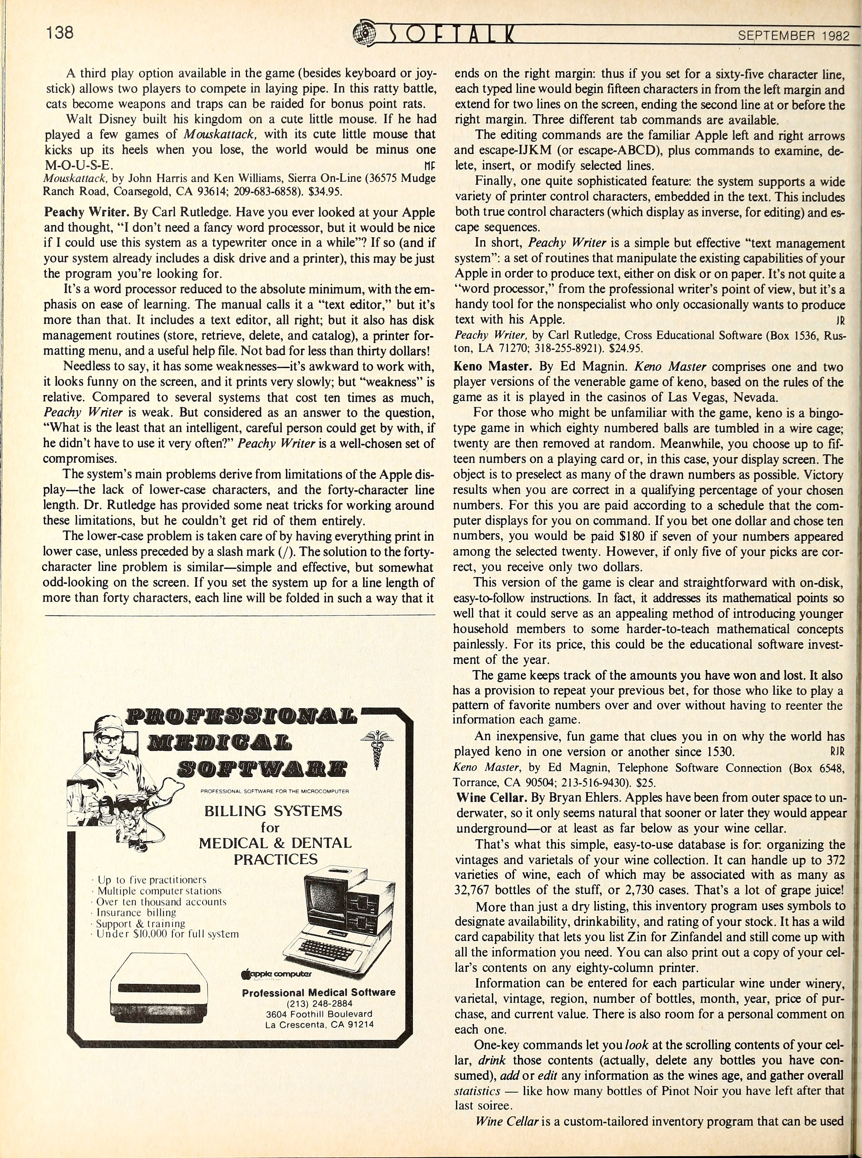 138
SOFTALK
SEPTEMBER 1982
A third play option available in the game (besides keyboard or joy-
stick) allows two players to compete in laying pipe. In this ratty battle,
cats become weapons and traps can be raided for bonus point rats.
Walt Disney built his kingdom on a cute little mouse. If he had
played a few games of Mouskattack, with its cute little mouse that
kicks up its heels when you lose, the world would be minus one
M-O-U-S-E. MF
Mouskattack, by John Harris and Ken Williams, Sierra On-Line (36575 Mudge
Ranch Road, Coarsegold, CA 93614; 209-683-6858). $34.95.
Peachy Writer. By Carl Rutledge. Have you ever looked at your Apple
and thought, “I don't need a fancy word processor, but it would be nice
if I could use this system as a typewriter once in a while”? If so (and if
your system already includes a disk drive and a printer), this may be just
the program you're looking for.
It's a word processor reduced to the absolute minimum, with the em-
phasis on ease of learning. The manual calls it a “text editor,” but it's
more than that. It includes a text editor, all right; but it also has disk
management routines (store, retrieve, delete, and catalog), a printer for-
matting menu, and a useful help file. Not bad for less than thirty dollars!
Needless to say, it has some weaknesses—it's awkward to work with,
it looks funny on the screen, and it prints very slowly; but “weakness” is
relative. Compared to several systems that cost ten times as much,
Peachy Writer is weak. But considered as an answer to the question,
“What is the least that an intelligent, careful person could get by with, if
he didn't have to use it very often?” Peachy Writer is a well-chosen set of
compromises.
The system's main problems derive from limitations of the Apple dis-
play—the lack of lower-case characters, and the forty-character line
length. Dr. Rutledge has provided some neat tricks for working around
these limitations, but he couldn't get rid of them entirely.
The lower-case problem is taken care of by having everything print in
lower case, unless preceded by a slash mark (/). The solution to the forty-
character line problem is similar—simple and effective, but somewhat
odd-looking on the screen. If you set the system up for a line length of
more than forty characters, each line will be folded in such a way that it
PROFESSIONAL
MEDICAL
SOFTWARE
PROFESSIONAL SOFTWARE FOR THE MICROCOMPUTER
BILLING SYSTEMS
for
MEDICAL & DENTAL
PRACTICES
· Up to five practitioners
· Multiple computer stations
· Over ten thousand accounts
· Insurance billing
· Support & training
· Under $10,000 for full system
apple computer
Professional Medical Software
(213) 248-2884
3604 Foothill Boulevard
La Crescenta, CA 91214
ends on the right margin: thus if you set for a sixty-five character line,
each typed line would begin fifteen characters in from the left margin and
extend for two lines on the screen, ending the second line at or before the
right margin. Three different tab commands are available.
The editing commands are the familiar Apple left and right arrows
and escape-IJKM (or escape-ABCD), plus commands to examine, de-
lete, insert, or modify selected lines.
Finally, one quite sophisticated feature: the system supports a wide
variety of printer control characters, embedded in the text. This includes
both true control characters (which display as inverse, for editing) and es-
cape sequences.
In short, Peachy Writer is a simple but effective “text management
system”: a set of routines that manipulate the existing capabilities of your
Apple in order to produce text, either on disk or on paper. It's not quite a
“word processor,” from the professional writer's point of view, but it's a
handy tool for the nonspecialist who only occasionally wants to produce
text with his Apple. JR
Peachy Writer, by Carl Rutledge, Cross Educational Software (Box 1536, Rus-
ton, LA 71270; 318-255-8921). $24.95.
Keno Master. By Ed Magnin. Keno Master comprises one and two
player versions of the venerable game of keno, based on the rules of the
game as it is played in the casinos of Las Vegas, Nevada.
For those who might be unfamiliar with the game, keno is a bingo-
type game in which eighty numbered balls are tumbled in a wire cage;
twenty are then removed at random. Meanwhile, you choose up to fif-
teen numbers on a playing card or, in this case, your display screen. The
object is to preselect as many of the drawn numbers as possible. Victory
results when you are correct in a qualifying percentage of your chosen
numbers. For this you are paid according to a schedule that the com-
puter displays for you on command. If you bet one dollar and chose ten
numbers, you would be paid $180 if seven of your numbers appeared
among the selected twenty. However, if only five of your picks are cor-
rect, you receive only two dollars.
This version of the game is clear and straightforward with on-disk,
easy-to-follow instructions. In fact, it addresses its mathematical points so
well that it could serve as an appealing method of introducing younger
household members to some harder-to-teach mathematical concepts
painlessly. For its price, this could be the educational software invest-
ment of the year.
The game keeps track of the amounts you have won and lost. It also
has a provision to repeat your previous bet, for those who like to play a
pattern of favorite numbers over and over without having to reenter the
information each game.
An inexpensive, fun game that clues you in on why the world has
played keno in one version or another since 1530. RJR
Keno Master, by Ed Magnin, Telephone Software Connection (Box 6548,
Torrance, CA 90504; 213-516-9430). $25.
Wine Cellar. By Bryan Ehlers. Apples have been from outer space to un-
derwater, so it only seems natural that sooner or later they would appear
underground—or at least as far below as your wine cellar.
That's what this simple, easy-to-use database is for: organizing the
vintages and varietals of your wine collection. It can handle up to 372
varieties of wine, each of which may be associated with as many as
32,767 bottles of the stuff, or 2,730 cases. That's a lot of grape juice!
More than just a dry listing, this inventory program uses symbols to
designate availability, drinkability, and rating of your stock. It has a wild
card capability that lets you list Zin for Zinfandel and still come up with
all the information you need. You can also print out a copy of your cel-
lar's contents on any eighty-column printer.
Information can be entered for each particular wine under winery,
varietal, vintage, region, number of bottles, month, year, price of pur-
chase, and current value. There is also room for a personal comment on
each one.
One-key commands let you look at the scrolling contents of your cel-
lar, drink those contents (actually, delete any bottles you have con-
sumed), add or edit any information as the wines age, and gather overall
statistics — like how many bottles of Pinot Noir you have left after that
last soiree.
Wine Cellar is a custom-tailored inventory program that can be used